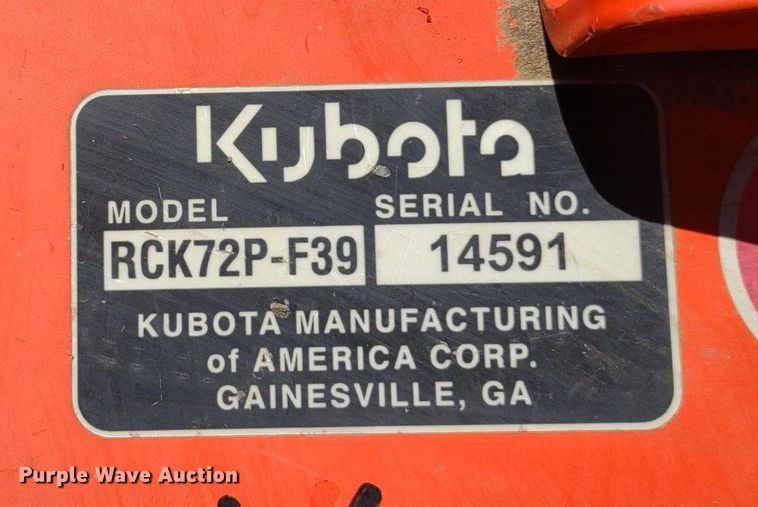 Kubota
MODEL SERIAL NO.
RCK72P-F39 14591
KUBOTA MANUFACTURING
of AMERICA CORP.
GAINESVILLE, GA
Purple Wave Auction